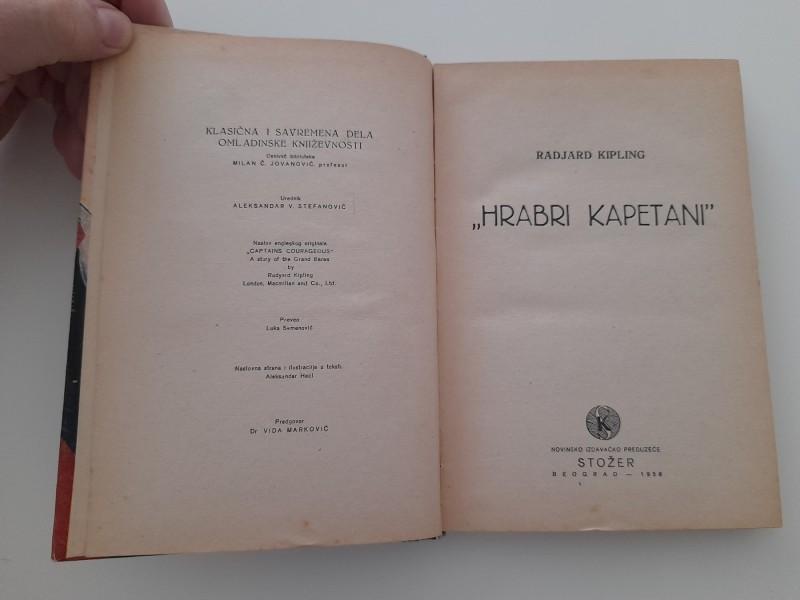 KLASIČNA I SAVREMENA DELA
OMLADINSKE KNJIŽEVNOSTI
Osnivač biblioteke
MILAN Č. JOVANOVIĆ, profesor
Urednik
ALEKSANDAR V. STEFANOVIĆ
Naslov engleskog originala
„CAPTAINS COURAGEOUS"
A story of the Grand Banks
by
Rudyard Kipling
London, Macmillan and Co., Ltd.
Preveo
Luka Semenović
Naslovna strana i ilustracije u tekstu
Aleksandar Hecl
Predgovor
Dr VIDA MARKOVIĆ
RADJARD KIPLING
„HRABRI KAPETANI"
K
NOVINSKO IZDAVAČKO PREDUZEĆE
STOŽER
BEOGRAD — 1956